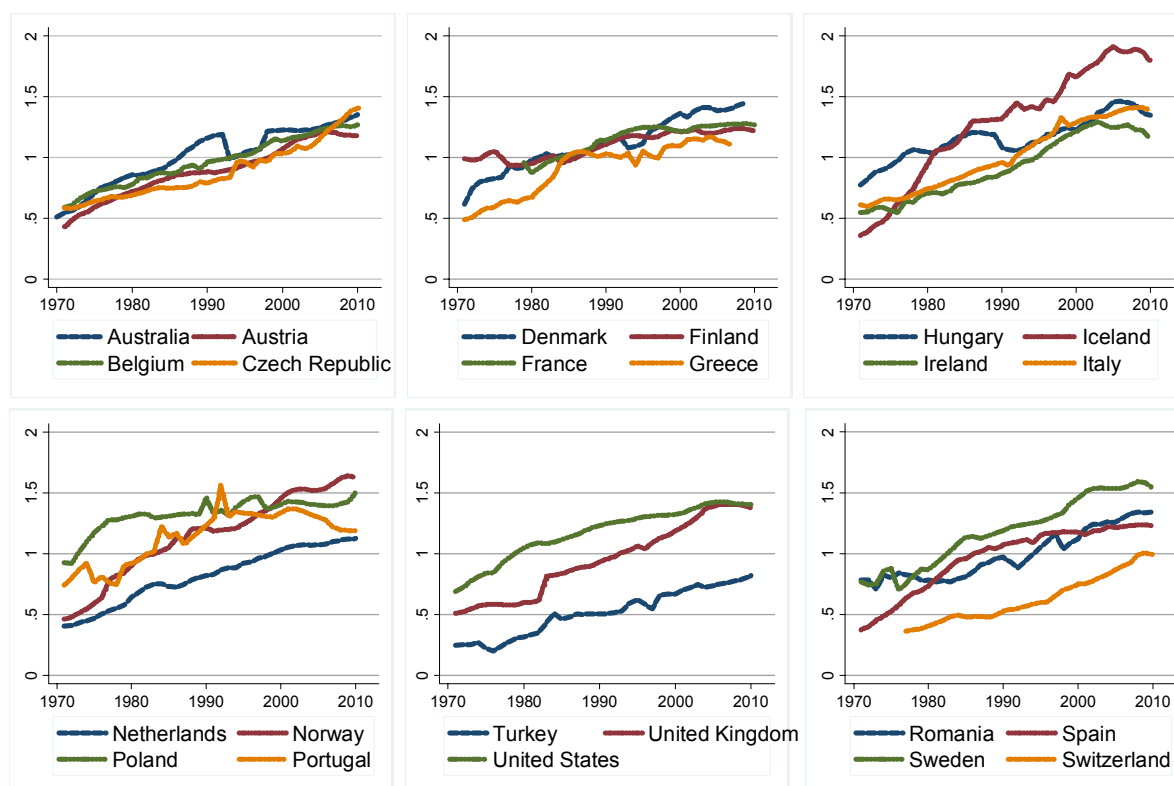 2
1.5
1
.5
0
1970 1980 1990 2000 2010
Australia Austria
Belgium Czech Republic
2
1.5
1
.5
0
1970 1980 1990 2000 2010
Denmark Finland
France Greece
2
1.5
1
.5
0
1970 1980 1990 2000 2010
Hungary Iceland
Ireland Italy
2
1.5
1
.5
0
1970 1980 1990 2000 2010
Netherlands Norway
Poland Portugal
2
1.5
1
.5
0
1970 1980 1990 2000 2010
Turkey United Kingdom
United States
2
1.5
1
.5
0
1970 1980 1990 2000 2010
Romania Spain
Sweden Switzerland